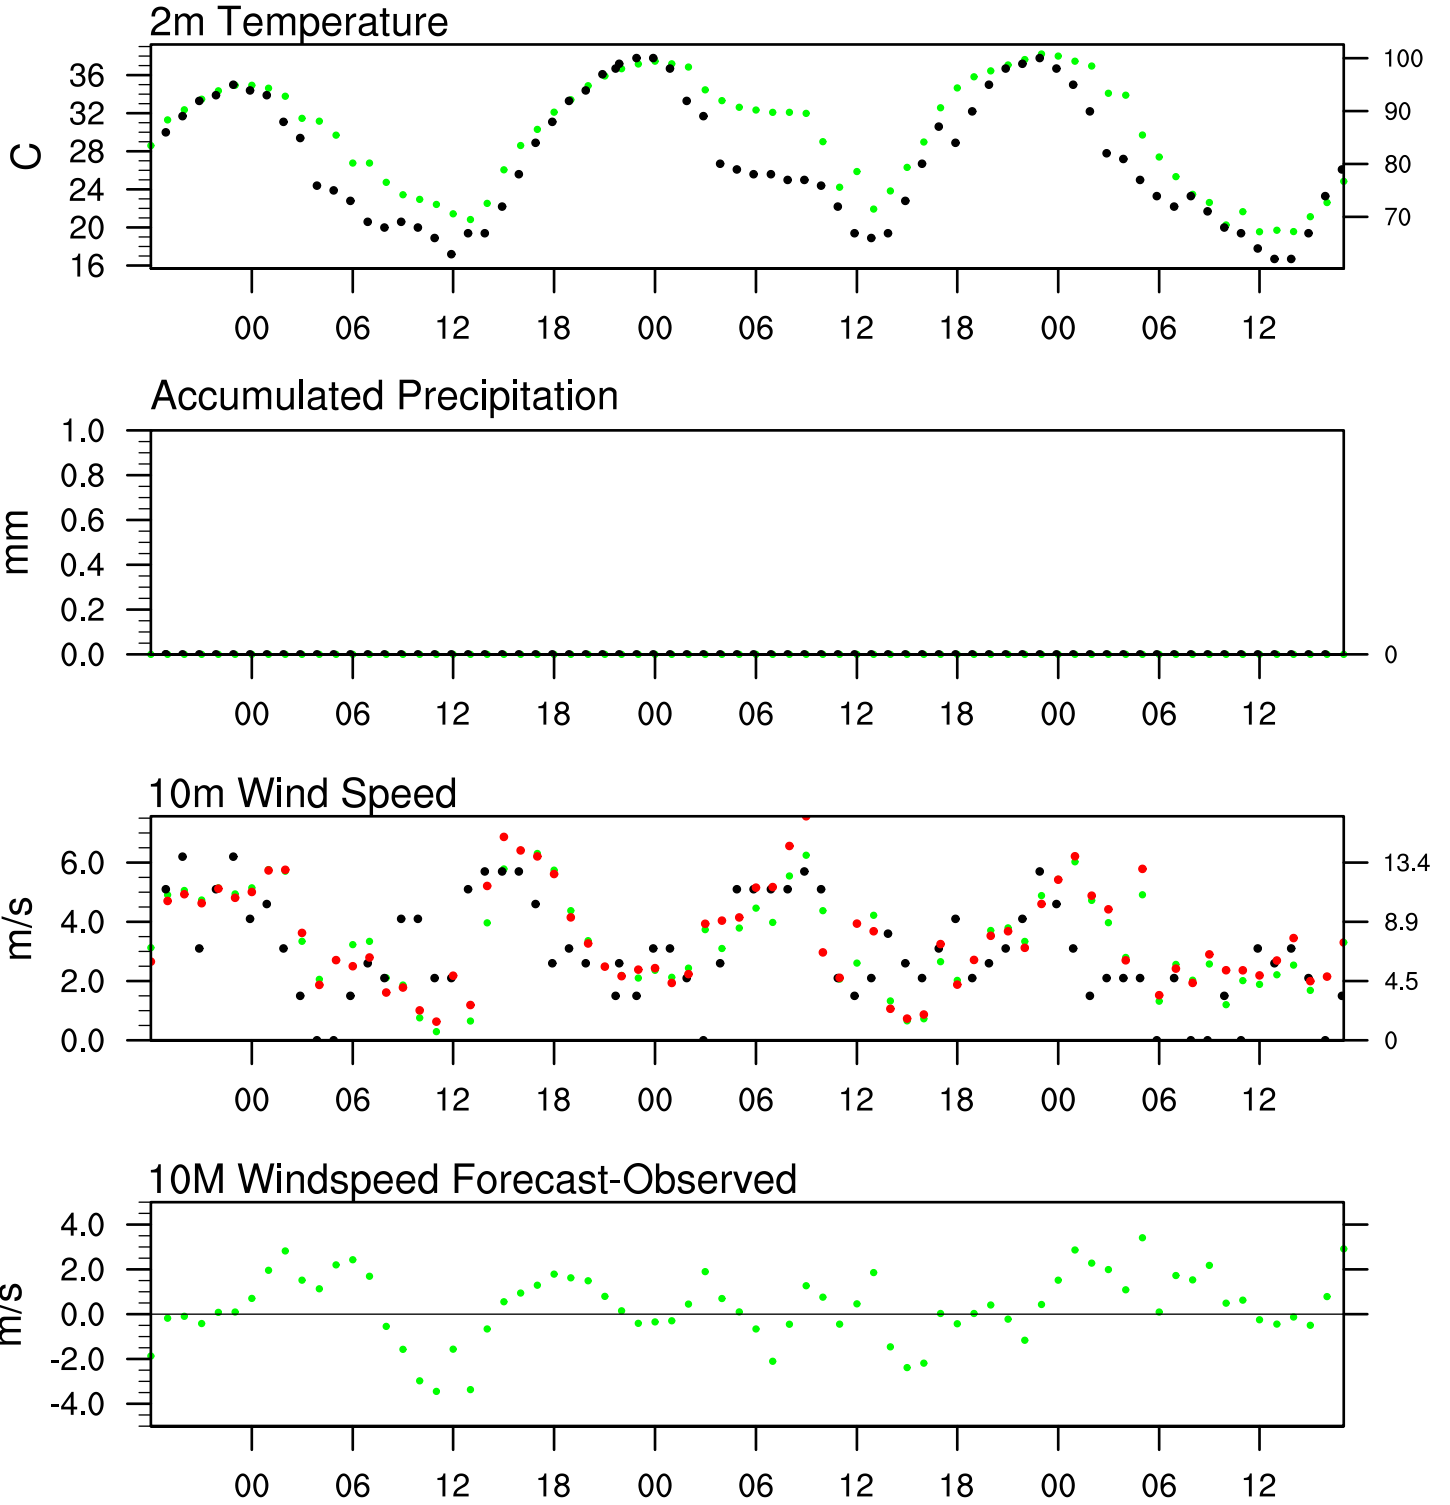 2m Temperature
36
32
28
24
20
16
C
100
90
80
70
00 06 12 18 00 06 12 18 00 06 12
Accumulated Precipitation
1.0
0.8
0.6
0.4
0.2
0.0
mm
0
00 06 12 18 00 06 12 18 00 06 12
10m Wind Speed
6.0
4.0
2.0
0.0
m/s
13.4
8.9
4.5
0
00 06 12 18 00 06 12 18 00 06 12
10M Windspeed Forecast-Observed
4.0
2.0
0.0
-2.0
-4.0
m/s
00 06 12 18 00 06 12 18 00 06 12